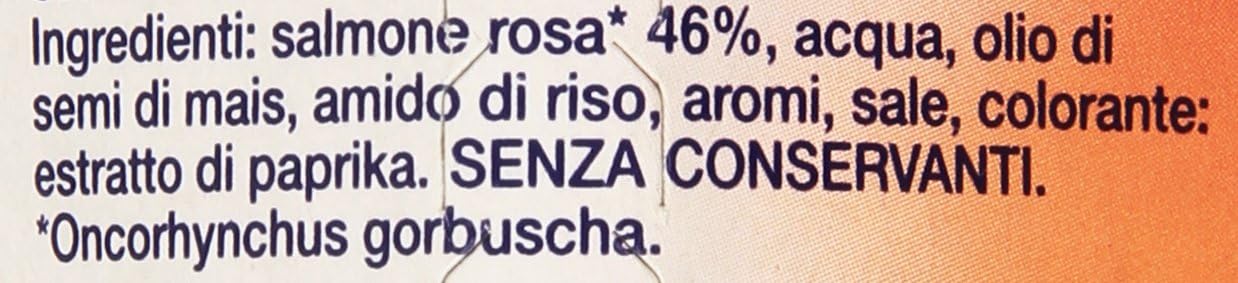 Ingredienti: salmone rosa* 46%, acqua, olio di
semi di mais, amido di riso, aromi, sale, colorante:
estratto di paprika. SENZA CONSERVANTI.
*Oncorhynchus gorbuscha.